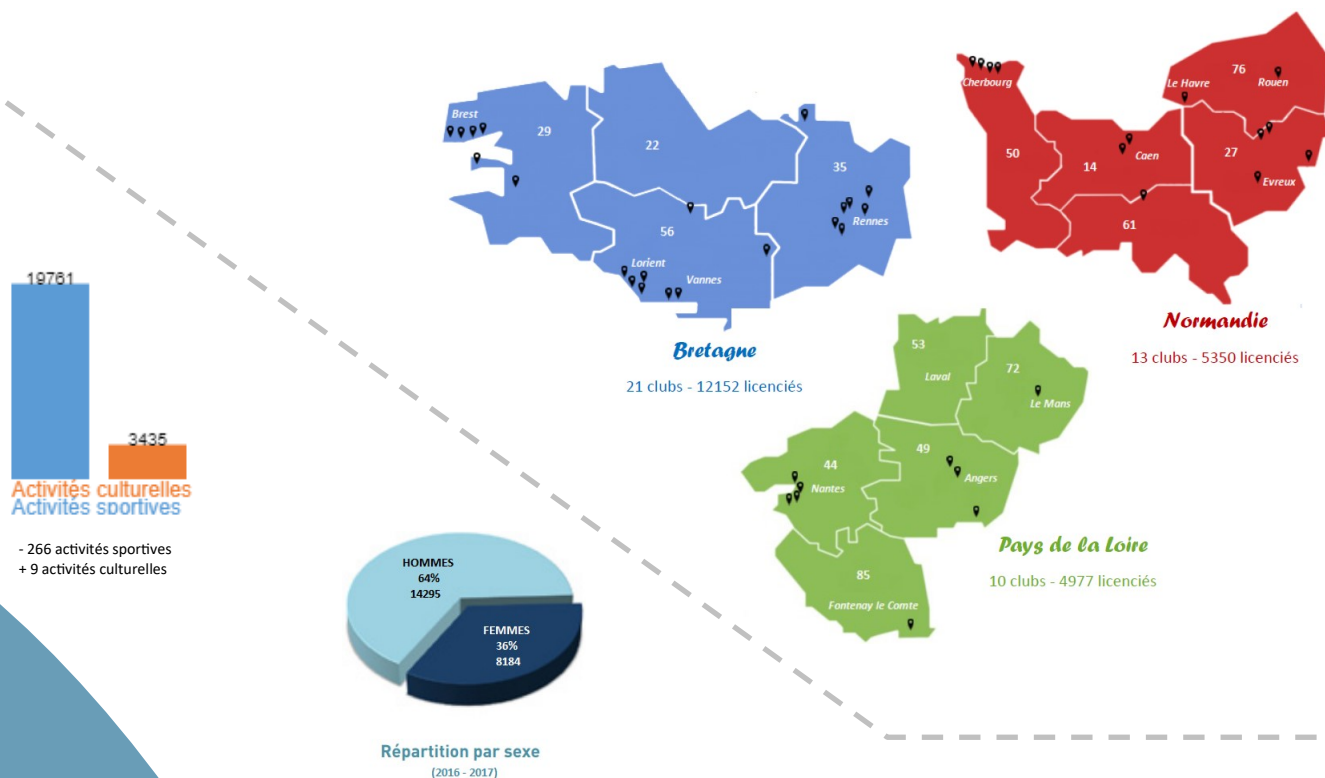 19761
3435
Activités culturelles
Activités sportives
- 266 activités sportives
+ 9 activités culturelles
HOMMES
64%
14295
FEMMES
36%
8184
Répartition par sexe
(2016 - 2017)
Brest
29
22
35
Rennes
56
Lorient
Vannes
Bretagne
21 clubs - 12152 licenciés
Cherbourg
50
14
Caen
61
76
Le Havre
Rouen
27
Evreux
Normandie
13 clubs - 5350 licenciés
53
Laval
72
Le Mans
44
Nantes
49
Angers
85
Fontenay le Comte
Pays de la Loire
10 clubs - 4977 licenciés